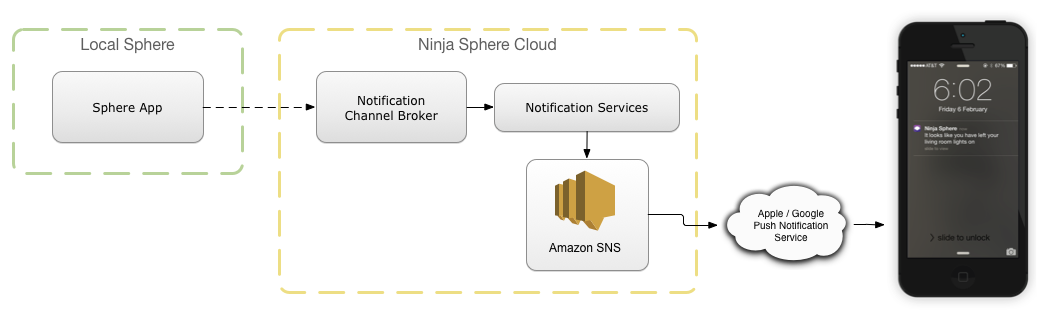 Local Sphere
Sphere App
Ninja Sphere Cloud
Notification
Channel Broker
Notification Services
Amazon SNS
Apple / Google
Push Notification
Service
AT&T
87%
6:02
Friday 6 February
Ninja Sphere now
It looks like you have left your
living room lights on
slide to view
slide to unlock